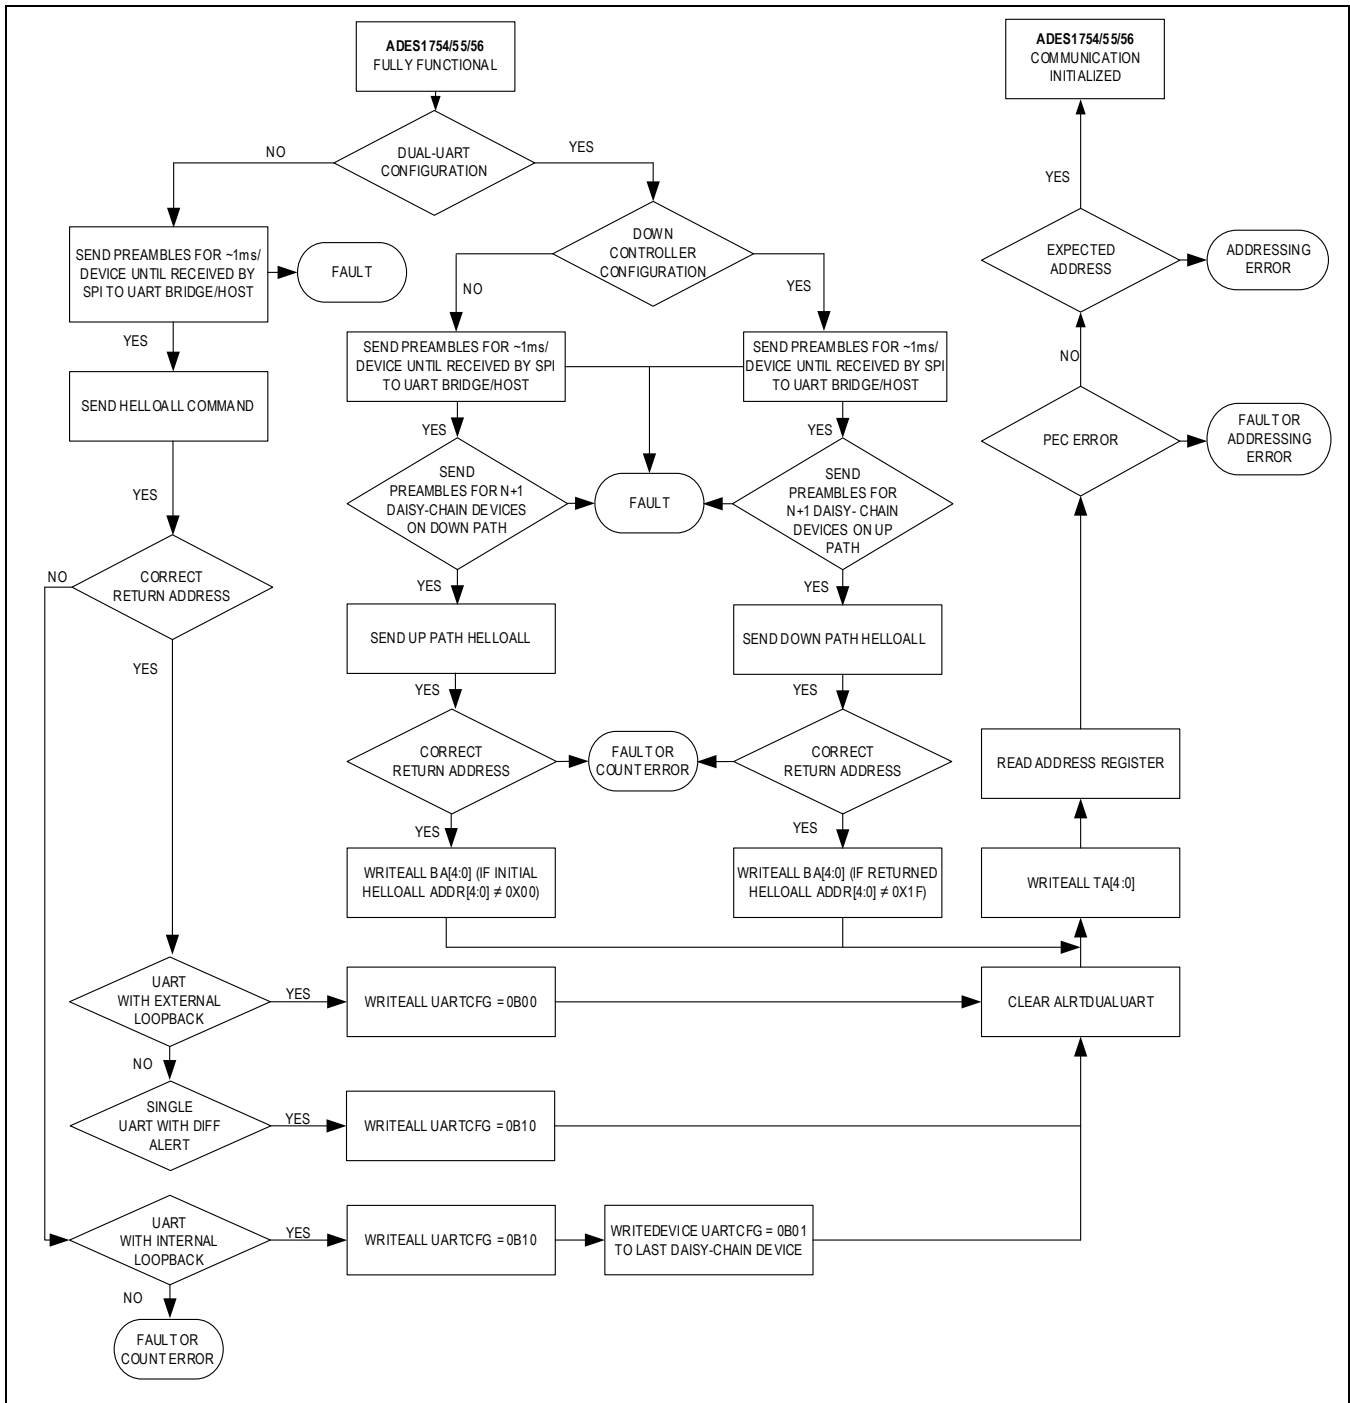 ADES1754/55/56
FULLY FUNCTIONAL
ADES1754/55/56
COMMUNICATION
INITIALIZED
DUAL-UART
CONFIGURATION
NO
YES
DOWN
CONTROLLER
CONFIGURATION
NO
YES
SEND PREAMBLES FOR ~1ms/
DEVICE UNTIL RECEIVED BY
SPI TO UART BRIDGE/HOST
FAULT
YES
SEND HELLOALL COMMAND
YES
CORRECT
RETURN ADDRESS
NO
YES
SEND PREAMBLES FOR ~1ms/
DEVICE UNTIL RECEIVED BY SPI
TO UART BRIDGE/HOST
YES
SEND
PREAMBLES FOR N+1
DAISY-CHAIN DEVICES
ON DOWN PATH
YES
SEND UP PATH HELLOALL
YES
CORRECT
RETURN ADDRESS
YES
WRITEALL BA[4:0] (IF INITIAL
HELLOALL ADDR[4:0] ≠ 0X00)
FAULT
FAULT OR
COUNT ERROR
SEND PREAMBLES FOR ~1ms/
DEVICE UNTIL RECEIVED BY SPI
TO UART BRIDGE/HOST
YES
SEND
PREAMBLES FOR
N+1 DAISY- CHAIN
DEVICES ON UP
PATH
YES
SEND DOWN PATH HELLOALL
YES
CORRECT
RETURN ADDRESS
YES
WRITEALL BA[4:0] (IF RETURNED
HELLOALL ADDR[4:0] ≠ 0X1F)
YES
EXPECTED
ADDRESS
ADDRESSING
ERROR
NO
PEC ERROR
FAULT OR
ADDRESSING
ERROR
READ ADDRESS REGISTER
WRITEALL TA[4:0]
CLEAR ALRTDUALUART
UART
WITH EXTERNAL
LOOPBACK
YES
WRITEALL UARTCFG = 0B00
NO
SINGLE
UART WITH DIFF
ALERT
YES
WRITEALL UARTCFG = 0B10
UART
WITH INTERNAL
LOOPBACK
YES
WRITEALL UARTCFG = 0B10
WRITEDEVICE UARTCFG = 0B01
TO LAST DAISY-CHAIN DEVICE
NO
FAULT OR
COUNT ERROR